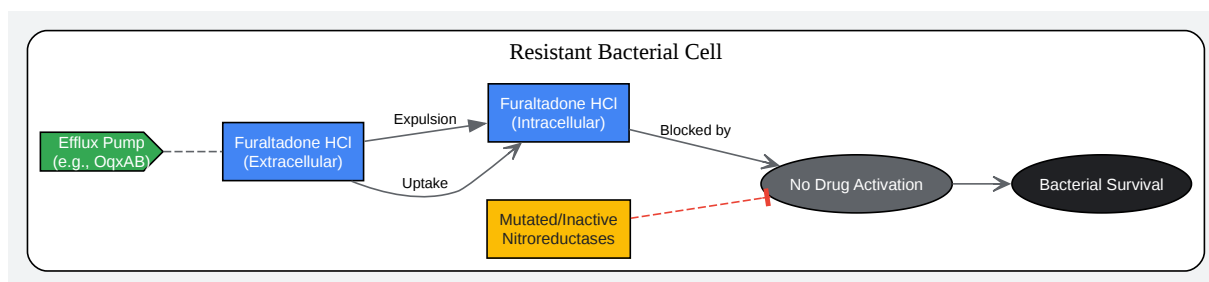 Resistant Bacterial Cell
Efflux Pump
(e.g., OqxAB)
Furaltadone HCl
(Extracellular)
Expulsion
Uptake
Furaltadone HCl
(Intracellular)
Blocked by
Mutated/Inactive
Nitroreductases
No Drug Activation
Bacterial Survival